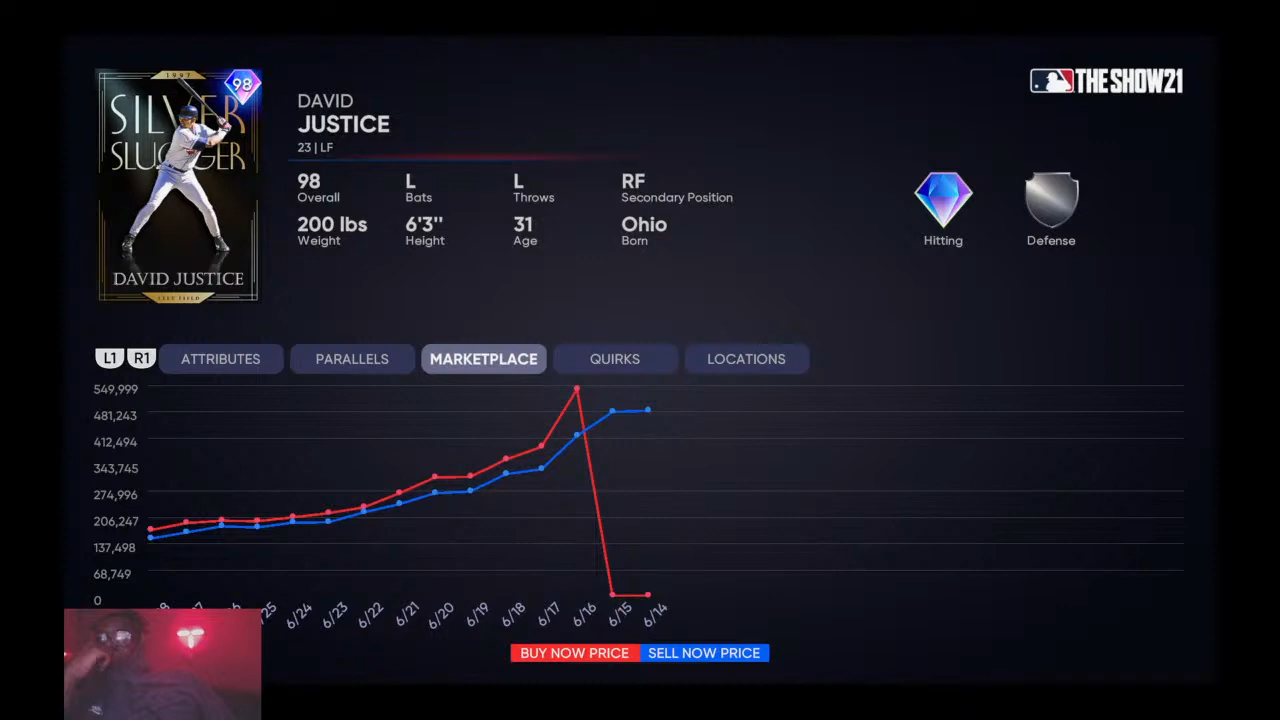 1997
98
SILVER
SLUGGER
DAVID JUSTICE
DAVID
JUSTICE
23 | LF
MLB THE SHOW21
98
Overall
L
Bats
L
Throws
RF
Secondary Position
200 lbs
Weight
6'3"
Height
31
Age
Ohio
Born
Hitting
Defense
L1 R1 ATTRIBUTES PARALLELS MARKETPLACE QUIRKS LOCATIONS
549,999
481,243
412,494
343,745
274,996
206,247
137,498
68,749
0
6/24 6/23 6/22 6/21 6/20 6/19 6/18 6/17 6/16 6/15 6/14
BUY NOW PRICE SELL NOW PRICE